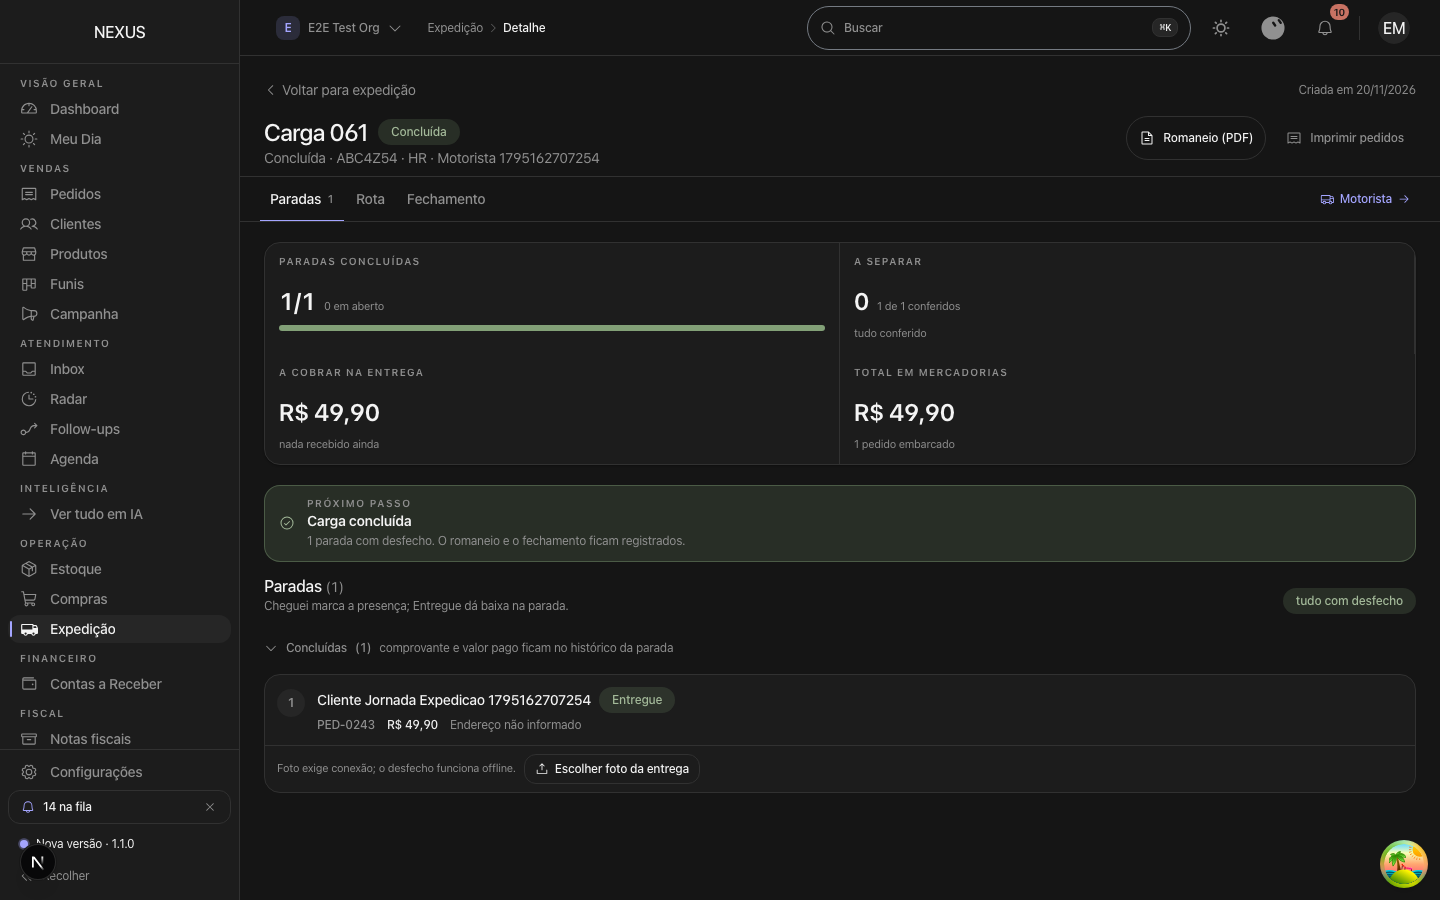 NEXUS
E
E2E Test Org
Expedição
Detalhe
Buscar
⌘K
10
EM
VISÃO GERAL
Dashboard
Meu Dia
VENDAS
Pedidos
Clientes
Produtos
Funis
Campanha
ATENDIMENTO
Inbox
Radar
Follow-ups
Agenda
INTELIGÊNCIA
Ver tudo em IA
OPERAÇÃO
Estoque
Compras
Expedição
FINANCEIRO
Contas a Receber
FISCAL
Notas fiscais
Configurações
14 na fila
Nova versão · 1.1.0
N
Voltar para expedição
Criada em 20/11/2026
Carga 061 Concluída
Concluída · ABC4Z54 · HR · Motorista 1795162707254
Romaneio (PDF)
Imprimir pedidos
Paradas 1
Rota
Fechamento
Motorista →
PARADAS CONCLUÍDAS
1/1 0 em aberto
A SEPARAR
0 1 de 1 conferidos
tudo conferido
A COBRAR NA ENTREGA
R$ 49,90
nada recebido ainda
TOTAL EM MERCADORIAS
R$ 49,90
1 pedido embarcado
PRÓXIMO PASSO
Carga concluída
1 parada com desfecho. O romaneio e o fechamento ficam registrados.
Paradas (1)
Cheguei marca a presença; Entregue dá baixa na parada.
tudo com desfecho
Concluídas (1) comprovante e valor pago ficam no histórico da parada
1
Cliente Jornada Expedicao 1795162707254 Entregue
PED-0243 R$ 49,90 Endereço não informado
Foto exige conexão; o desfecho funciona offline.
Escolher foto da entrega